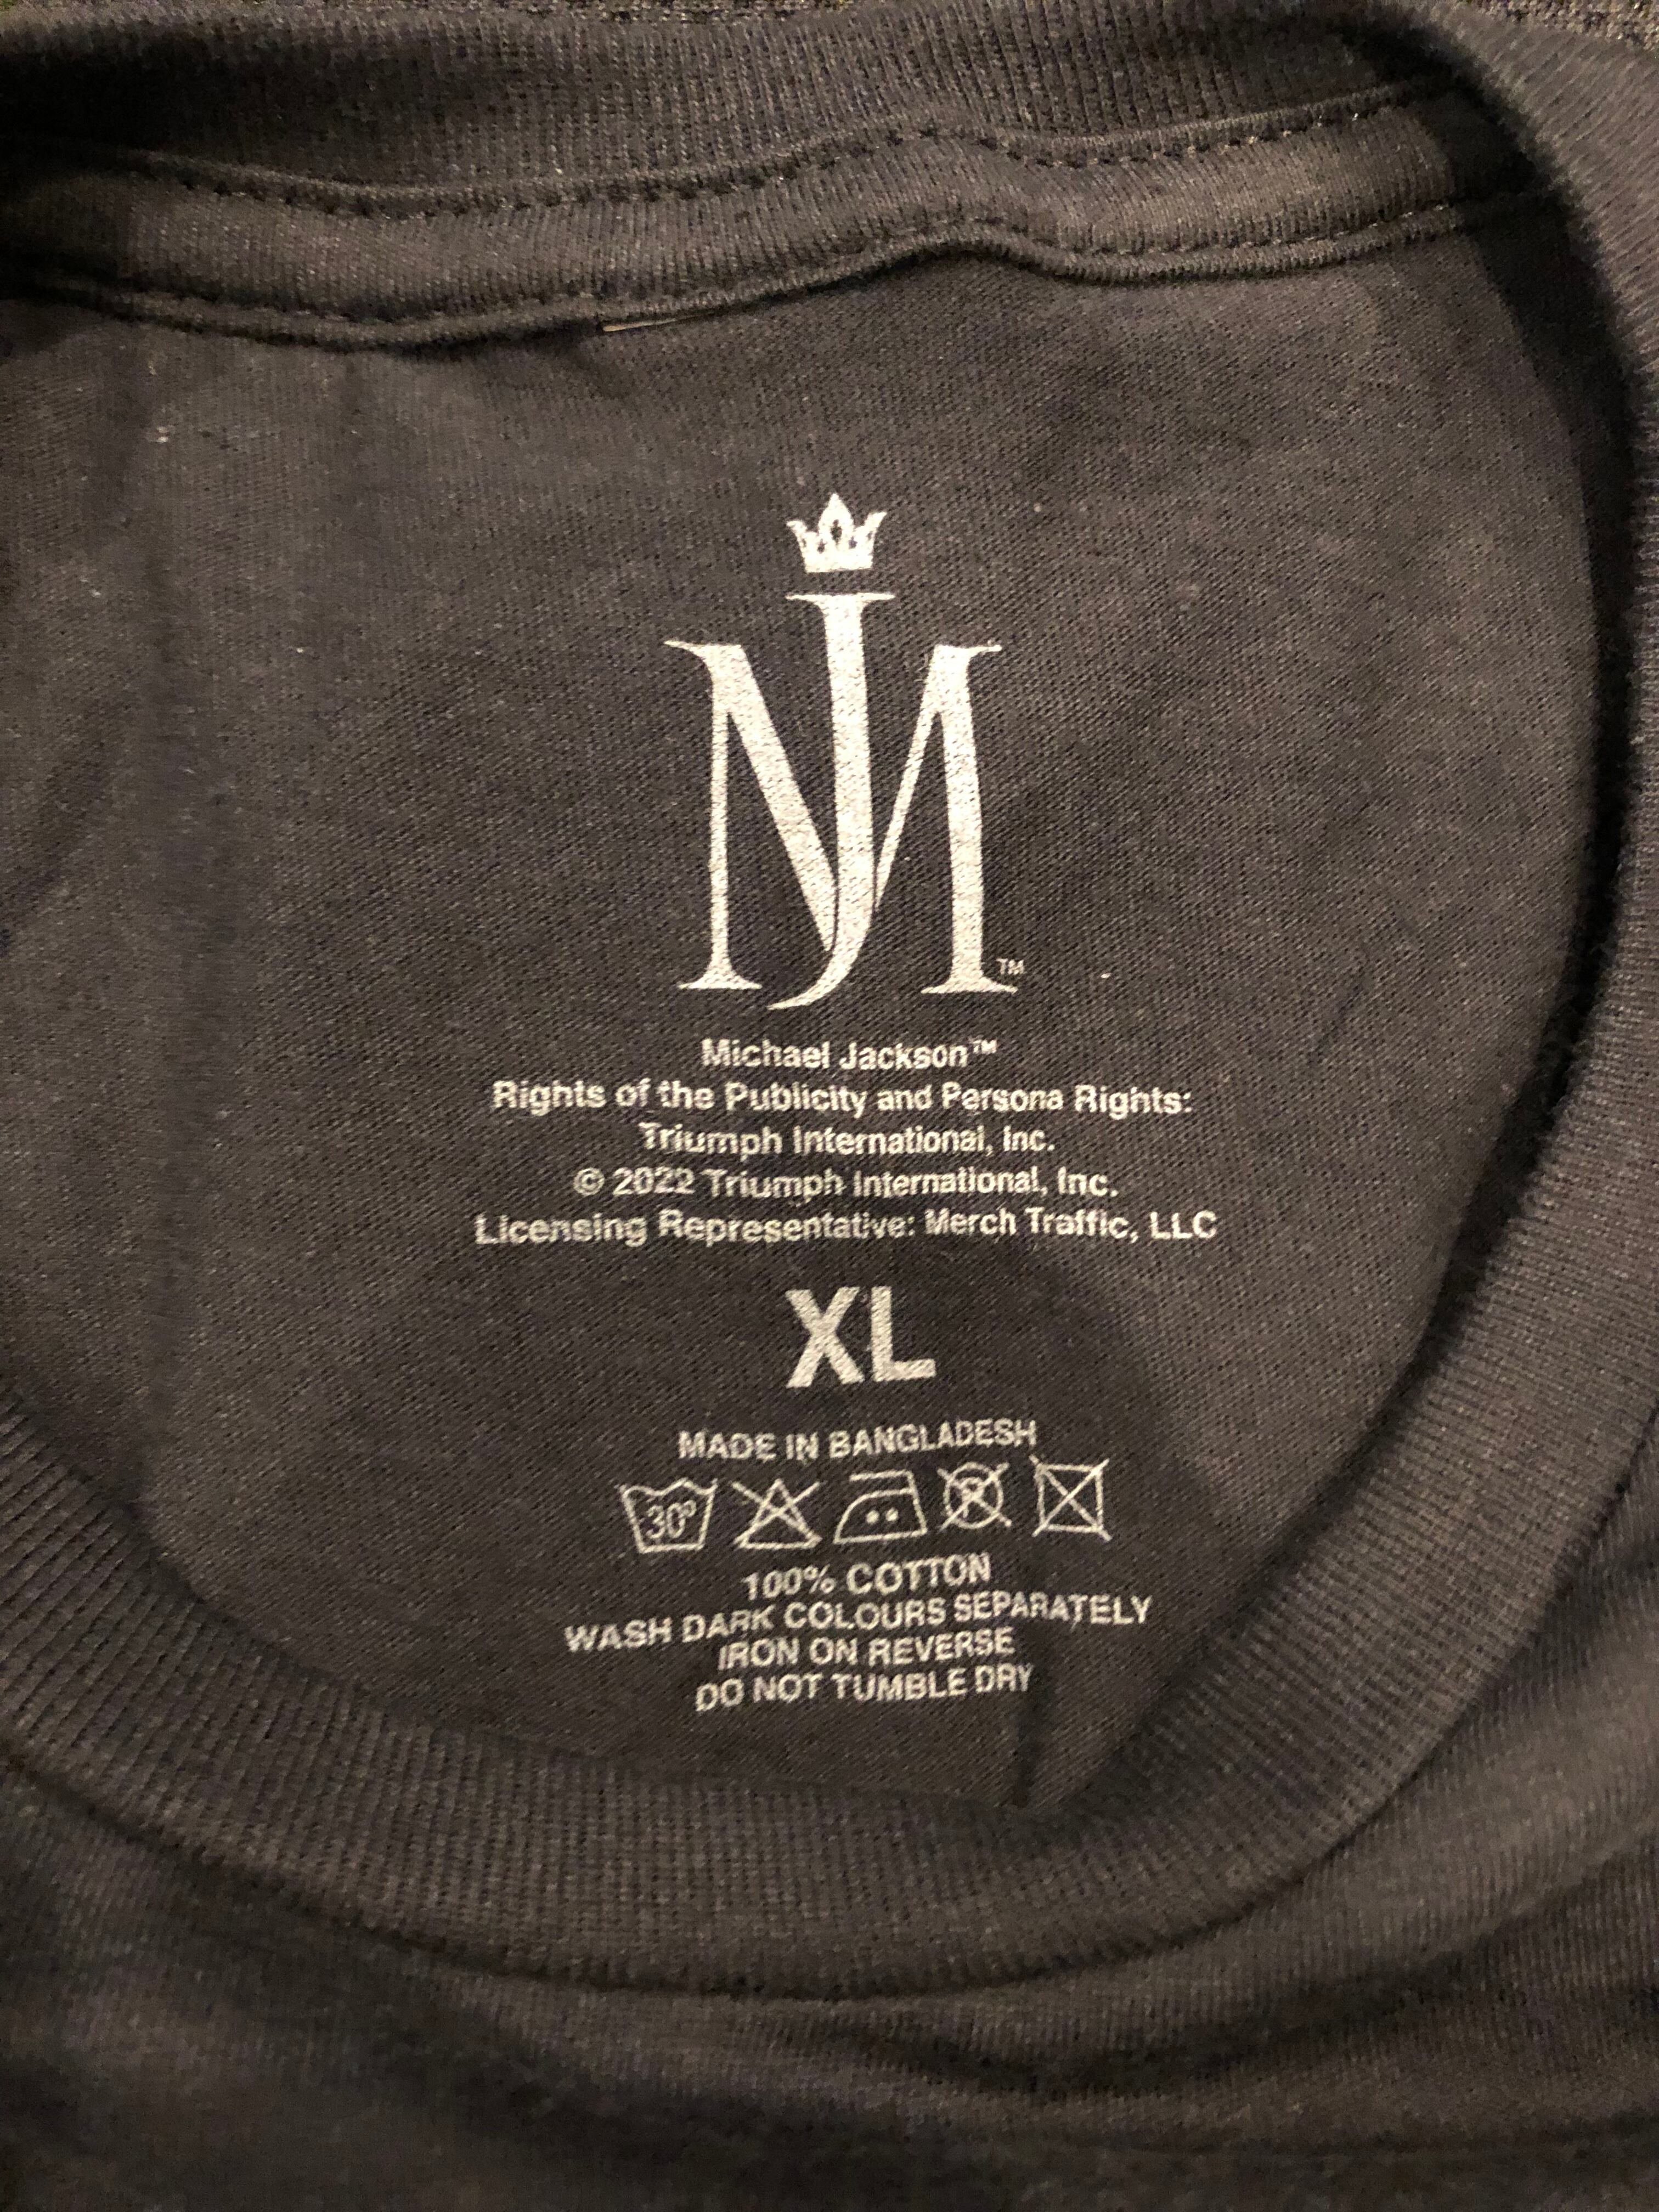 MJ
TM
Michael Jackson™
Rights of the Publicity and Persona Rights:
Triumph International, Inc.
© 2022 Triumph International, Inc.
Licensing Representative: Merch Traffic, LLC
XL
MADE IN BANGLADESH
30° P
100% COTTON
WASH DARK COLOURS SEPARATELY
IRON ON REVERSE
DO NOT TUMBLE DRY